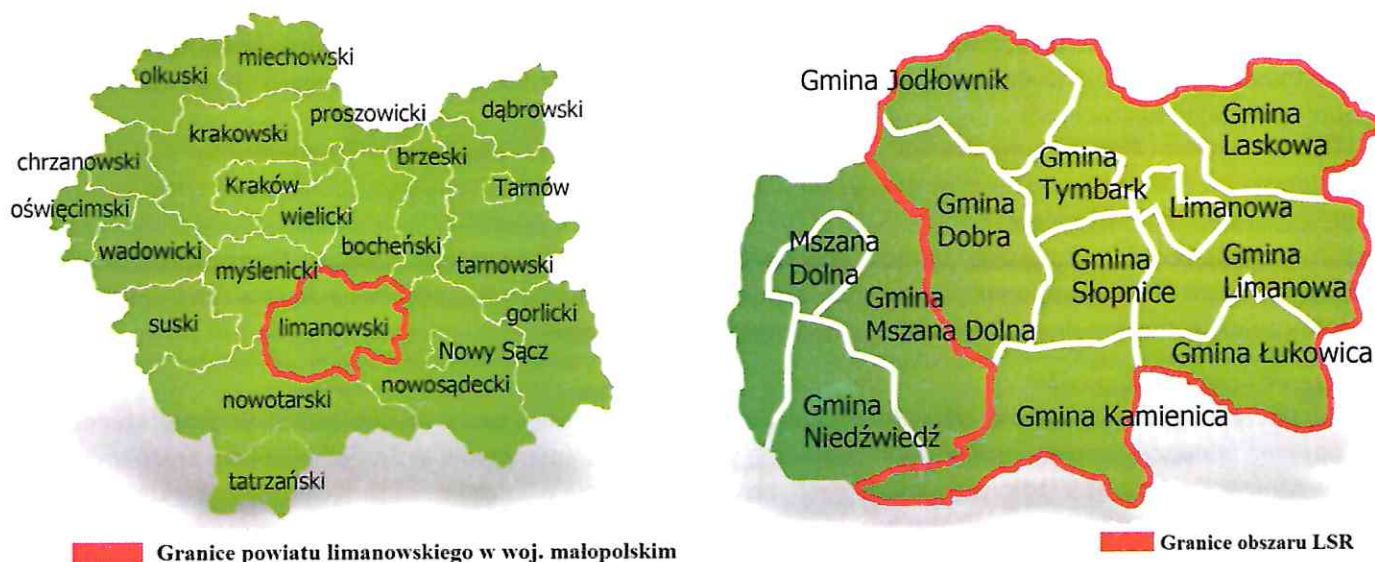 miechowski
olkuski
proszowicki
dąbrowski
krakowski
brzeski
chrzanowski
Kraków
Tarnów
oświęcimski
wielicki
wadowicki
bocheński
myślenicki
tarnowski
suski
limanowski
gorlicki
Nowy Sącz
nowosądecki
nowotarski
tatrzański
Granice powiatu limanowskiego w woj. małopolskim
Gmina Jodłownik
Gmina
Laskowa
Gmina
Tymbark
Limanowa
Gmina
Dobra
Mszana
Dolna
Gmina
Słopnice
Gmina
Limanowa
Gmina
Mszana Dolna
Gmina Łukowica
Gmina
Niedźwiedź
Gmina Kamienica
Granice obszaru LSR